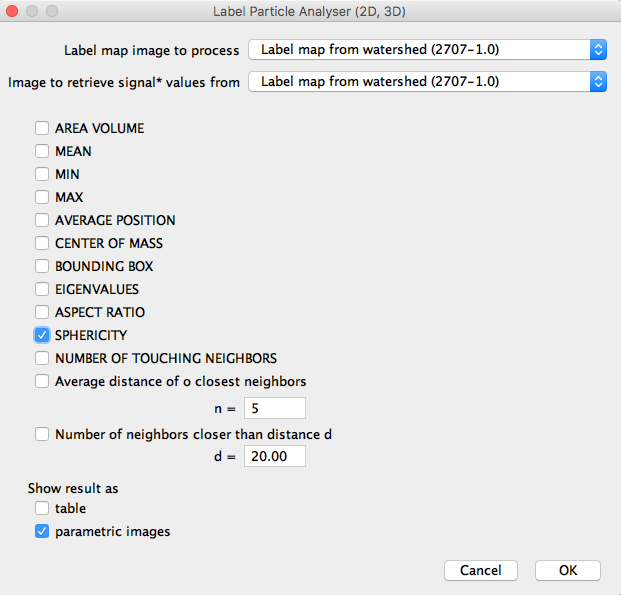 Label Particle Analyser (2D, 3D)
Label map image to process Label map from watershed (2707-1.0)
Image to retrieve signal* values from Label map from watershed (2707-1.0)
AREA VOLUME
MEAN
MIN
MAX
AVERAGE POSITION
CENTER OF MASS
BOUNDING BOX
EIGENVALUES
ASPECT RATIO
SPHERICITY
NUMBER OF TOUCHING NEIGHBORS
Average distance of o closest neighbors
n = 5
Number of neighbors closer than distance d
d = 20.00
Show result as
table
parametric images
Cancel OK